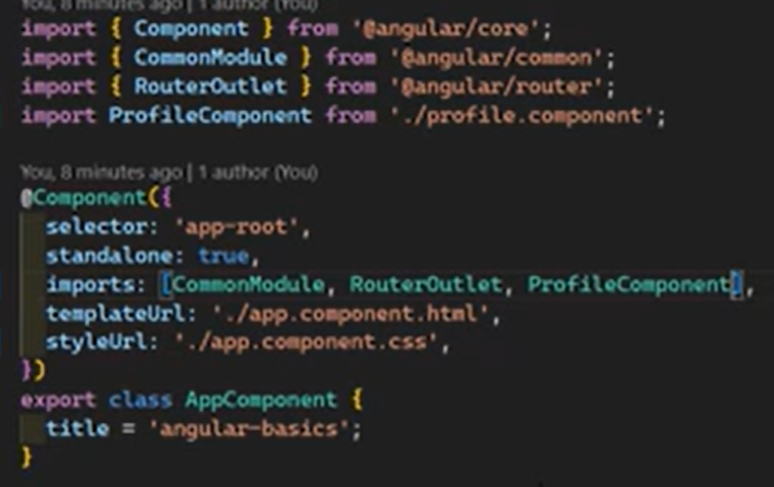 You, 8 minutes ago | 1 author (You)
import { Component } from '@angular/core';
import { CommonModule } from '@angular/common';
import { RouterOutlet } from '@angular/router';
import ProfileComponent from './profile.component';
You, 8 minutes ago | 1 author (You)
@Component({
selector: 'app-root',
standalone: true,
imports: [CommonModule, RouterOutlet, ProfileComponent],
templateUrl: './app.component.html',
styleUrl: './app.component.css',
})
export class AppComponent {
title = 'angular-basics';
}